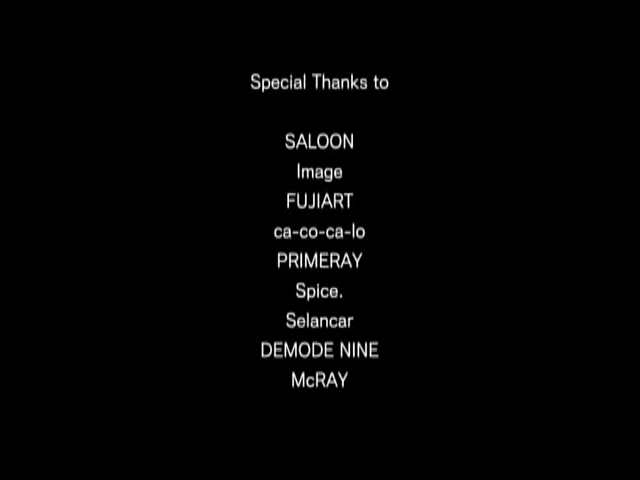 Special Thanks to
SALOON
Image
FUJIART
ca-co-ca-lo
PRIMERAY
Spice.
Selancar
DEMODE NINE
McRAY